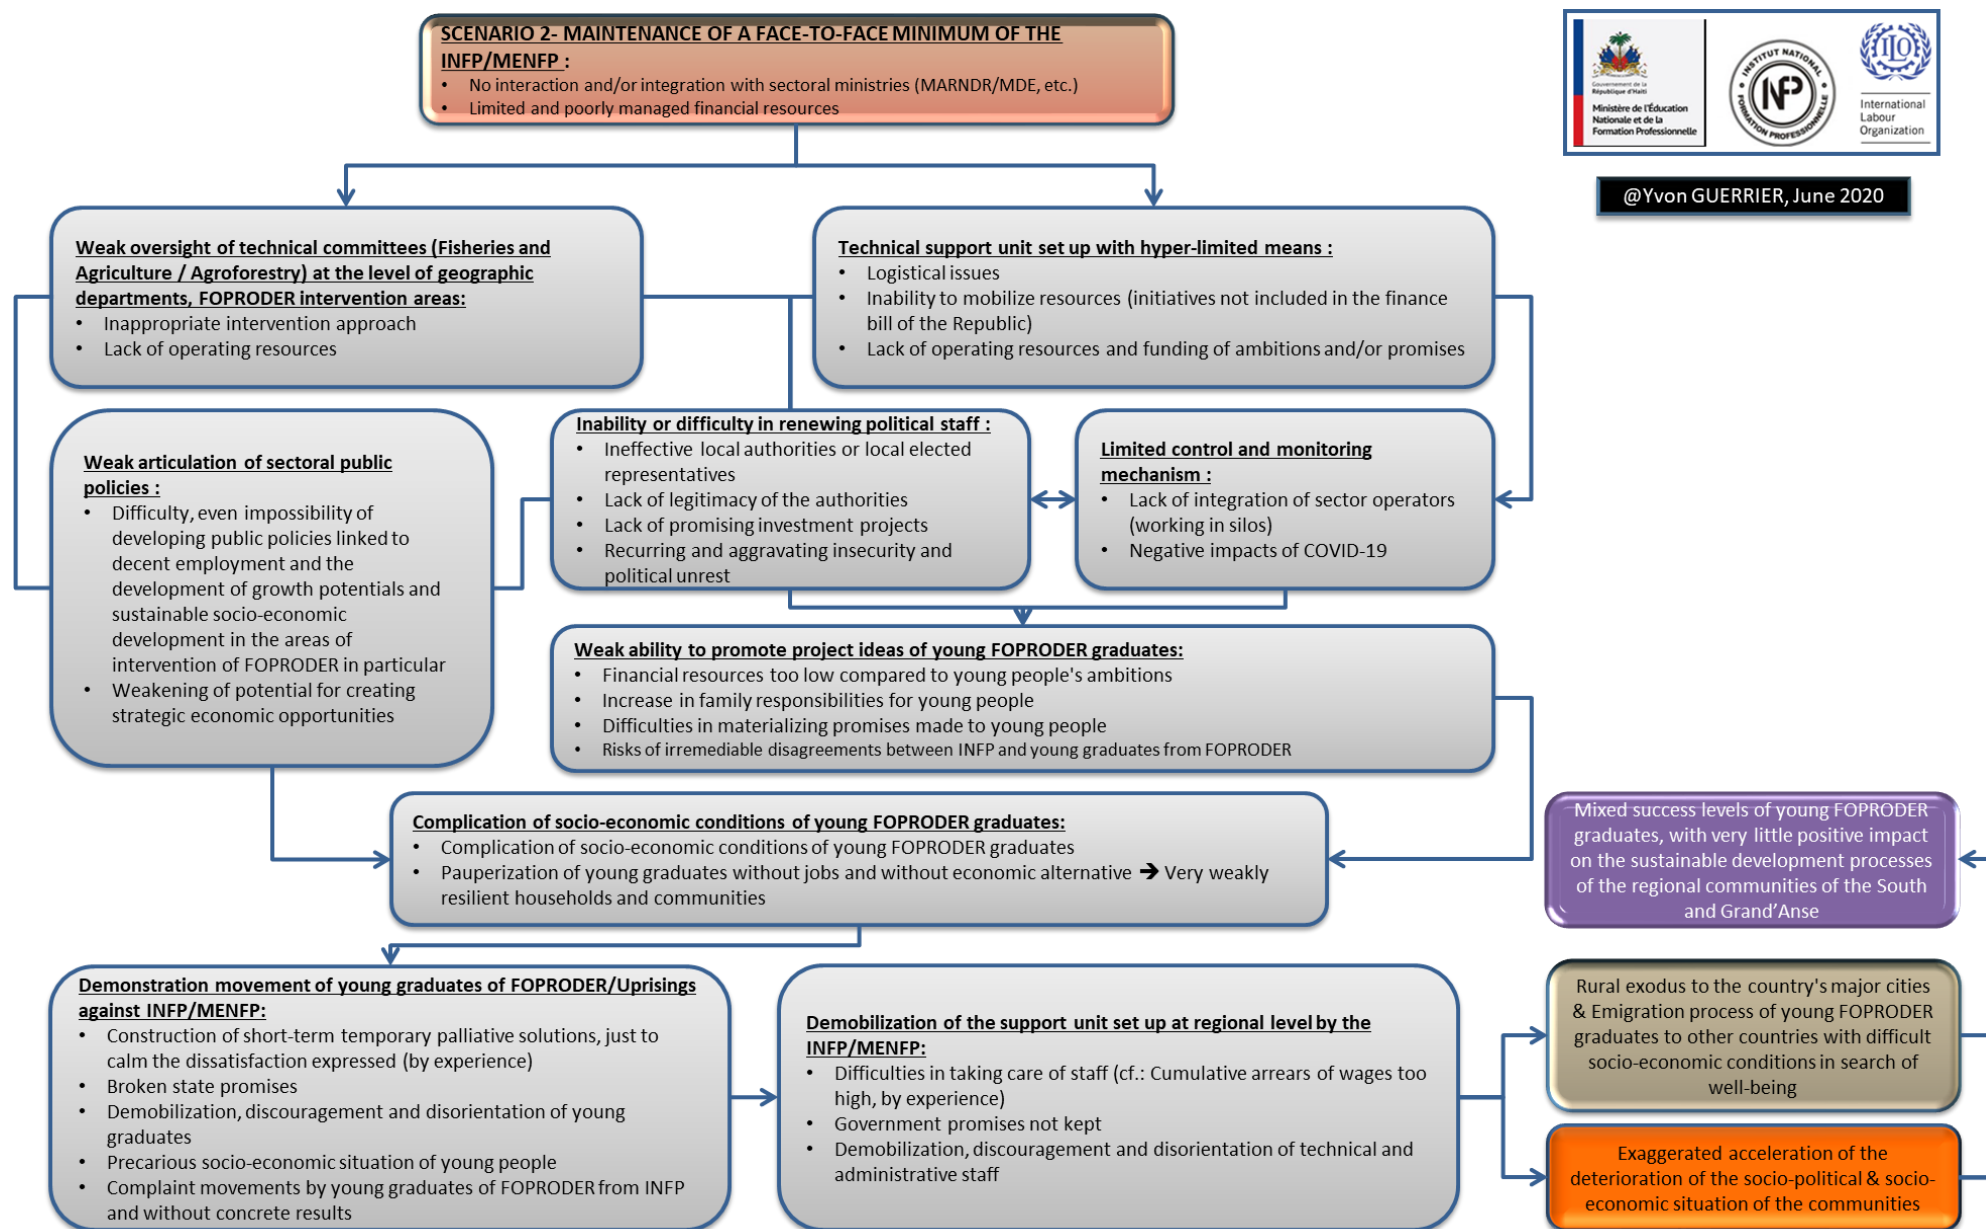 SCENARIO 2- MAINTENANCE OF A FACE-TO-FACE MINIMUM OF THE
INFP/MENFP :
• No interaction and/or integration with sectoral ministries (MARNDR/MDE, etc.)
• Limited and poorly managed financial resources
Gouvernement de la
République d'Haïti
Ministère de l'Éducation
Nationale et de la
Formation Professionnelle
INSTITUT NATIONAL
INFP
FORMATION PROFESSIONNELLE
ILO
International
Labour
Organization
@Yvon GUERRIER, June 2020
Weak oversight of technical committees (Fisheries and
Agriculture / Agroforestry) at the level of geographic
departments, FOPRODER intervention areas:
• Inappropriate intervention approach
• Lack of operating resources
Technical support unit set up with hyper-limited means :
• Logistical issues
• Inability to mobilize resources (initiatives not included in the finance
bill of the Republic)
• Lack of operating resources and funding of ambitions and/or promises
Weak articulation of sectoral public
policies :
• Difficulty, even impossibility of
developing public policies linked to
decent employment and the
development of growth potentials and
sustainable socio-economic
development in the areas of
intervention of FOPRODER in particular
• Weakening of potential for creating
strategic economic opportunities
Inability or difficulty in renewing political staff :
• Ineffective local authorities or local elected
representatives
• Lack of legitimacy of the authorities
• Lack of promising investment projects
• Recurring and aggravating insecurity and
political unrest
Limited control and monitoring
mechanism :
• Lack of integration of sector operators
(working in silos)
• Negative impacts of COVID-19
Weak ability to promote project ideas of young FOPRODER graduates:
• Financial resources too low compared to young people's ambitions
• Increase in family responsibilities for young people
• Difficulties in materializing promises made to young people
• Risks of irremediable disagreements between INFP and young graduates from FOPRODER
Complication of socio-economic conditions of young FOPRODER graduates:
• Complication of socio-economic conditions of young FOPRODER graduates
• Pauperization of young graduates without jobs and without economic alternative ➔ Very weakly
resilient households and communities
Mixed success levels of young FOPRODER
graduates, with very little positive impact
on the sustainable development processes
of the regional communities of the South
and Grand'Anse
Demonstration movement of young graduates of FOPRODER/Uprisings
against INFP/MENFP:
• Construction of short-term temporary palliative solutions, just to
calm the dissatisfaction expressed (by experience)
• Broken state promises
• Demobilization, discouragement and disorientation of young
graduates
• Precarious socio-economic situation of young people
• Complaint movements by young graduates of FOPRODER from INFP
and without concrete results
Demobilization of the support unit set up at regional level by the
INFP/MENFP:
• Difficulties in taking care of staff (cf.: Cumulative arrears of wages too
high, by experience)
• Government promises not kept
• Demobilization, discouragement and disorientation of technical and
administrative staff
Rural exodus to the country's major cities
& Emigration process of young FOPRODER
graduates to other countries with difficult
socio-economic conditions in search of
well-being
Exaggerated acceleration of the
deterioration of the socio-political & socio-
economic situation of the communities